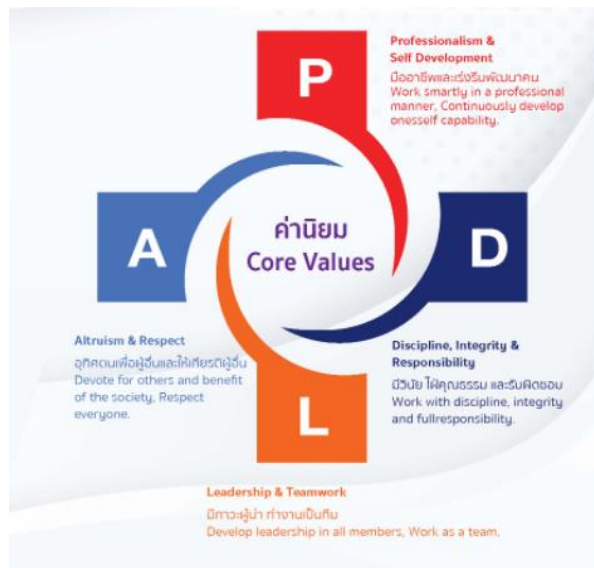 P
Professionalism &
Self Development
มืออาชีพและเร่งรีบพัฒนาคน
Work smartly in a professional
manner, Continuously develop
onesself capability.
A
ค่านิยม
Core Values
D
Altruism & Respect
อุทิศตนเพื่อผู้อื่นและให้เกียรติผู้อื่น
Devote for others and benefit
of the society, Respect
everyone.
Discipline, Integrity &
Responsibility
มีวินัย ใฝ่คุณธรรม และรับผิดชอบ
Work with discipline, integrity
and fullresponsibility.
L
Leadership & Teamwork
มีภาวะผู้นำ ทำงานเป็นทีม
Develop leadership in all members, Work as a team.